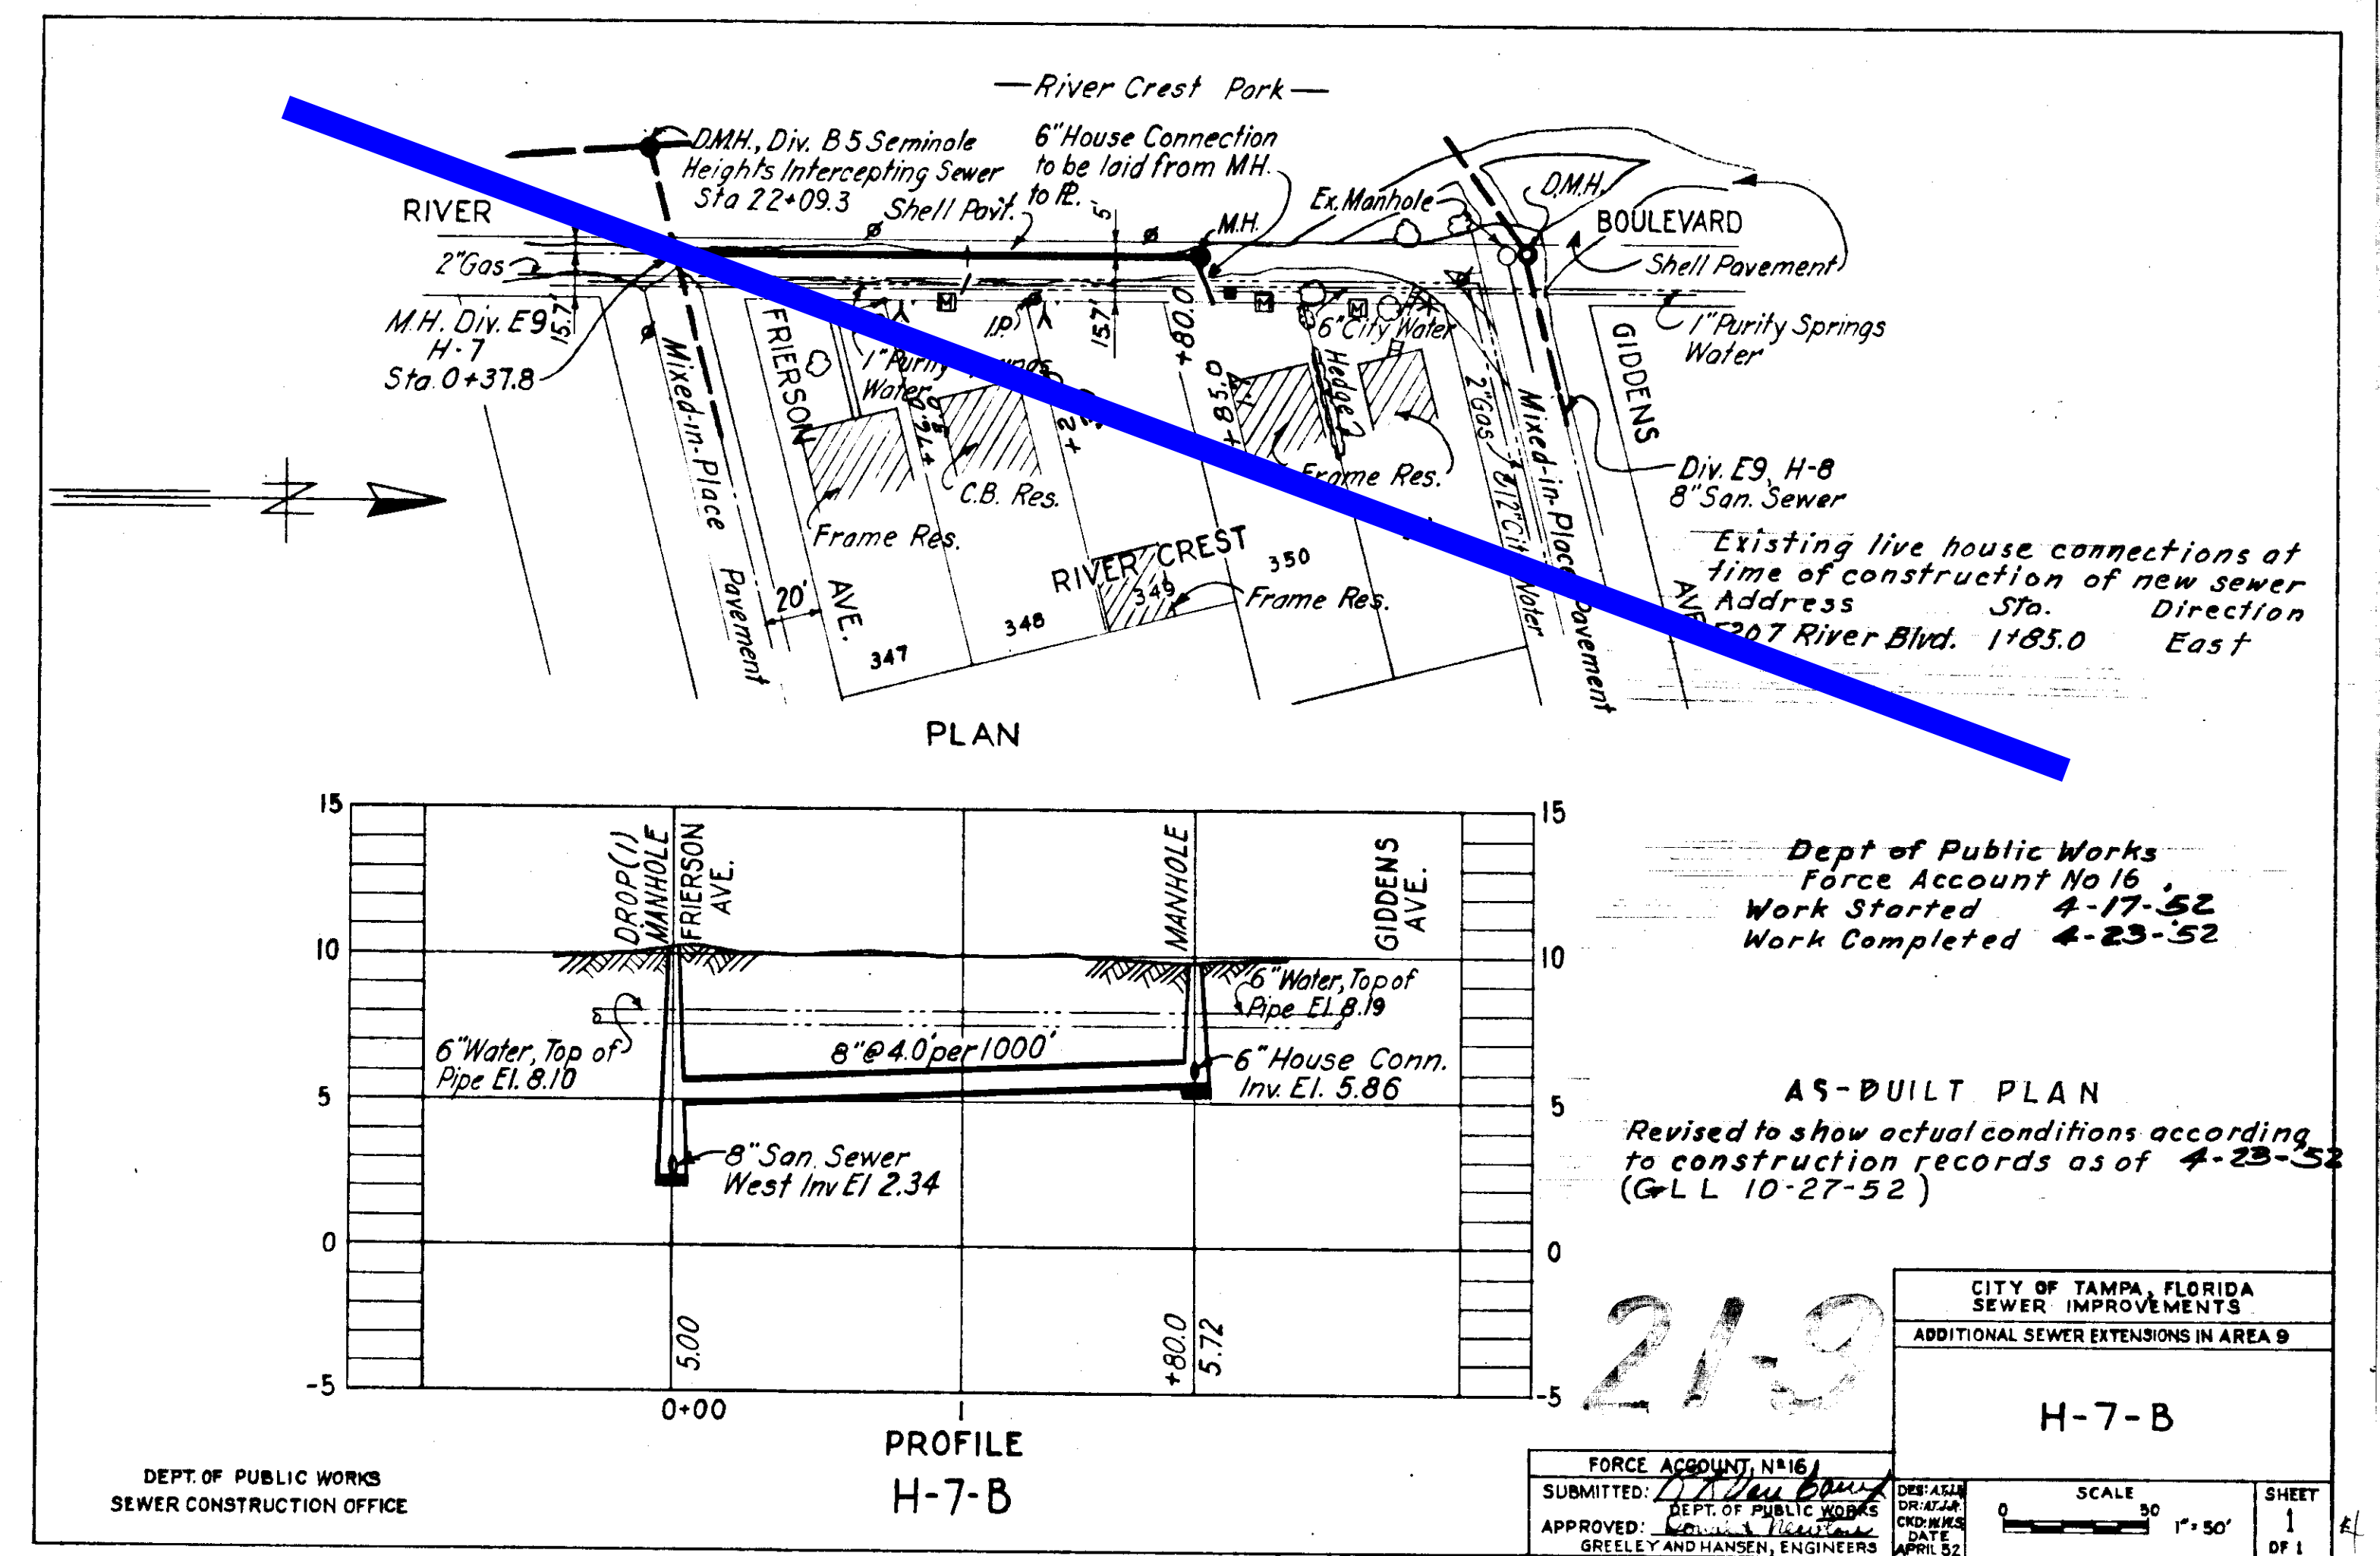 —River Crest Park—
D.M.H., Div. B5 Seminole
Heights Intercepting Sewer
Sta 22+09.3
6" House Connection
to be laid from MH.
to PL.
Shell Pav't.
5'
Ex. Manhole
D.M.H.
M.H.
RIVER
BOULEVARD
Shell Pavement
2" Gas
M.H. Div. E9
H-7
Sta. 0+37.8
15.7'
15.7'
I.P.
+80.0
+85.0
6" City Water
1" Purity Springs
Water
Water
FRIERSON
AVE.
Mixed-in-Place Pavement
20'
Hedge
2" Gas
Mixed-in-Place Pavement
GIDDENS
Div. E9, H-8
8" San. Sewer
Frame Res.
C.B. Res.
Frame Res.
Frame Res.
RIVER CREST
347
348
349
350
Existing live house connections at
time of construction of new sewer
Address Sta. Direction
River Blvd. 1+85.0 East
PLAN
15
10
5
0
-5
15
10
5
0
-5
DROP(1)
MANHOLE
FRIERSON
AVE.
MANHOLE
GIDDENS
AVE.
6" Water, Top of
Pipe El. 8.10
6" Water, Top of
Pipe El. 8.19
8" @ 4.0' per 1000'
6" House Conn.
Inv. El. 5.86
8" San. Sewer
West Inv El 2.34
5.00
+80.0
5.72
0+00
1
PROFILE
H-7-B
Dept of Public Works
Force Account No 16
Work Started 4-17-52
Work Completed 4-23-52
AS-BUILT PLAN
Revised to show actual conditions according
to construction records as of 4-23-52
(GLL 10-27-52)
21-9
CITY OF TAMPA, FLORIDA
SEWER IMPROVEMENTS
ADDITIONAL SEWER EXTENSIONS IN AREA 9
H-7-B
FORCE ACCOUNT, Nº 16
SUBMITTED:
DEPT. OF PUBLIC WORKS
APPROVED:
GREELEY AND HANSEN, ENGINEERS
DATE
APRIL 52
SCALE
0 50
1"=50'
SHEET
1
OF 1
DEPT. OF PUBLIC WORKS
SEWER CONSTRUCTION OFFICE